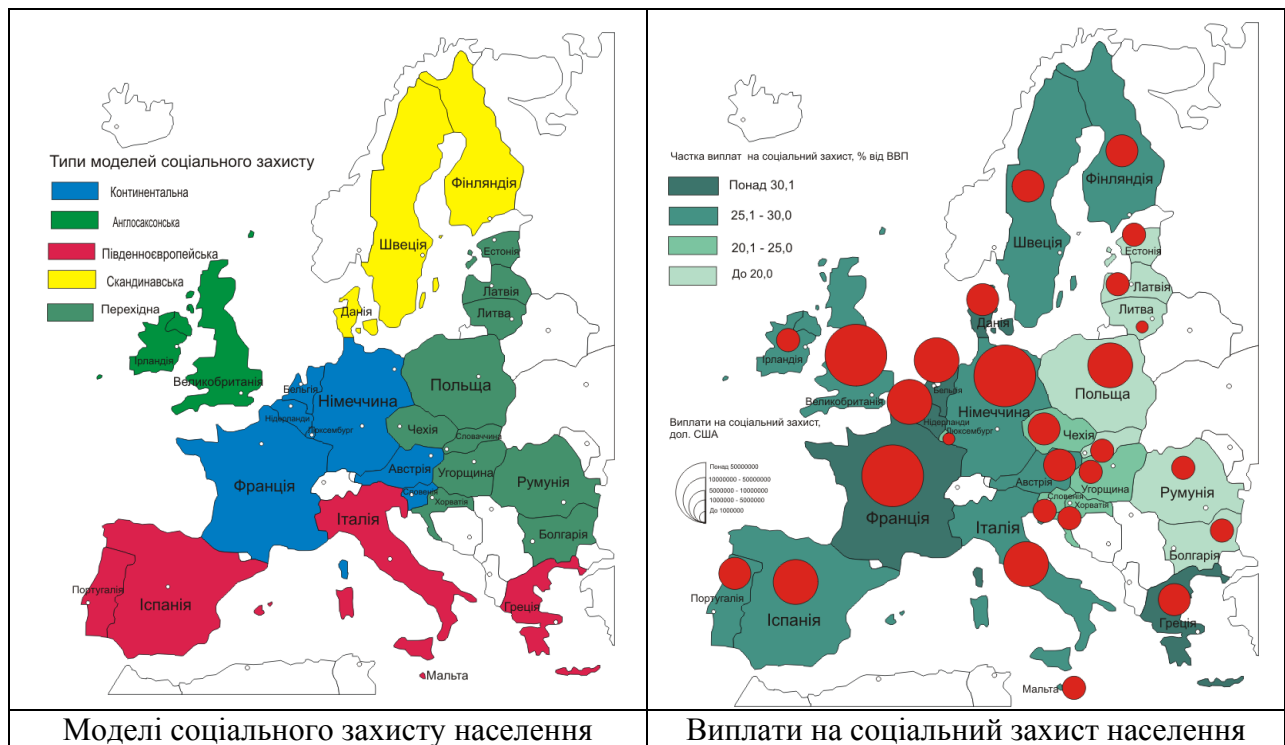 Типи моделей соціального захисту
Континентальна
Англосаксонська
Південноєвропейська
Скандинавська
Перехідна
Фінляндія
Швеція
Естонія
Латвія
Литва
Данія
Ірландія
Великобританія
Бельгія
Нідерланди
Люксембург
Німеччина
Польща
Чехія
Словаччина
Австрія
Угорщина
Румунія
Франція
Словенія
Хорватія
Італія
Болгарія
Португалія
Іспанія
Греція
Мальта
Моделі соціального захисту населення
Частка виплат на соціальний захист, % від ВВП
Понад 30,1
25,1 - 30,0
20,1 - 25,0
До 20,0
Виплати на соціальний захист,
дол. США
Понад 50000000
10000000 - 50000000
5000000 - 10000000
1000000 - 5000000
До 1000000
Фінляндія
Швеція
Естонія
Латвія
Литва
Данія
Ірландія
Великобританія
Бельгія
Нідерланди
Люксембург
Німеччина
Польща
Чехія
Австрія
Угорщина
Румунія
Франція
Словенія
Хорватія
Італія
Болгарія
Португалія
Іспанія
Греція
Мальта
Виплати на соціальний захист населення